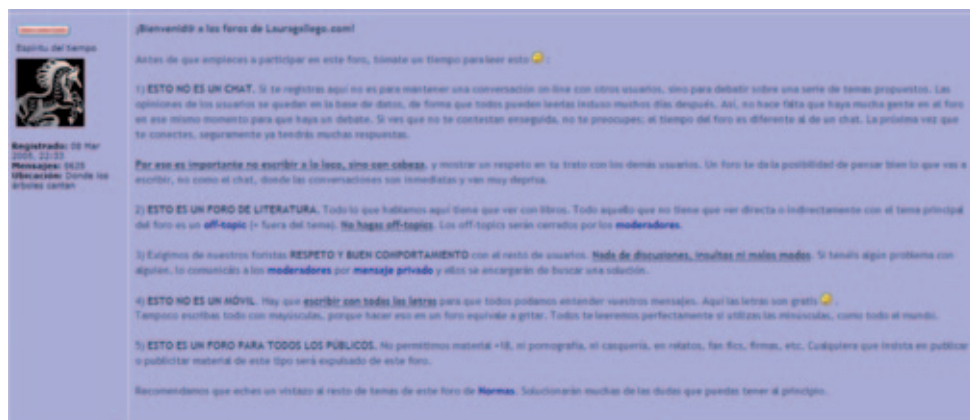 Espíritu del tiempo
Registrado: 08 Mar
2005, 22:33
Mensajes: 5625
Ubicación: Donde los
árboles cantan
¡Bienvenid@ a los foros de Lauragallego.com!
Antes de que empieces a participar en este foro, tómate un tiempo para leer esto :
1) ESTO NO ES UN CHAT. Si te registras aquí no es para mantener una conversación on-line con otros usuarios, sino para debatir sobre una serie de temas propuestos. Las
opiniones de los usuarios se quedan en la base de datos, de forma que todos pueden leerlas incluso muchos días después. Así, no hace falta que haya mucha gente en el foro
en ese mismo momento para que haya un debate. Si ves que no te contestan enseguida, no te preocupes; el tiempo del foro es diferente al de un chat. La próxima vez que
te conectes, seguramente ya tendrás muchas respuestas.
Por eso es importante no escribir a lo loco, sino con cabeza, y mostrar un respeto en tu trato con los demás usuarios. Un foro te da la posibilidad de pensar bien lo que vas a
escribir, no como el chat, donde las conversaciones son inmediatas y van muy deprisa.
2) ESTO ES UN FORO DE LITERATURA. Todo lo que hablamos aquí tiene que ver con libros. Todo aquello que no tiene que ver directa o indirectamente con el tema principal
del foro es un off-topic (= fuera del tema). No hagas off-topics. Los off-topics serán cerrados por los moderadores.
3) Exigimos de nuestros foristas RESPETO Y BUEN COMPORTAMIENTO con el resto de usuarios. Nada de discusiones, insultos ni malos modos. Si tenéis algún problema con
alguien, lo comunicáis a los moderadores por mensaje privado y ellos se encargarán de buscar una solución.
4) ESTO NO ES UN MÓVIL. Hay que escribir con todas las letras para que todos podamos entender vuestros mensajes. Aquí las letras son gratis .
Tampoco escribas todo con mayúsculas, porque hacer eso en un foro equivale a gritar. Todos te leeremos perfectamente si utilizas las minúsculas, como todo el mundo.
5) ESTO ES UN FORO PARA TODOS LOS PÚBLICOS. No permitimos material +18, ni pornografía, ni casquería, en relatos, fan fics, firmas, etc. Cualquiera que insista en publicar
o publicitar material de este tipo será expulsado de este foro.
Recomendamos que eches un vistazo al resto de temas de este foro de Normas. Solucionarán muchas de las dudas que puedas tener al principio.